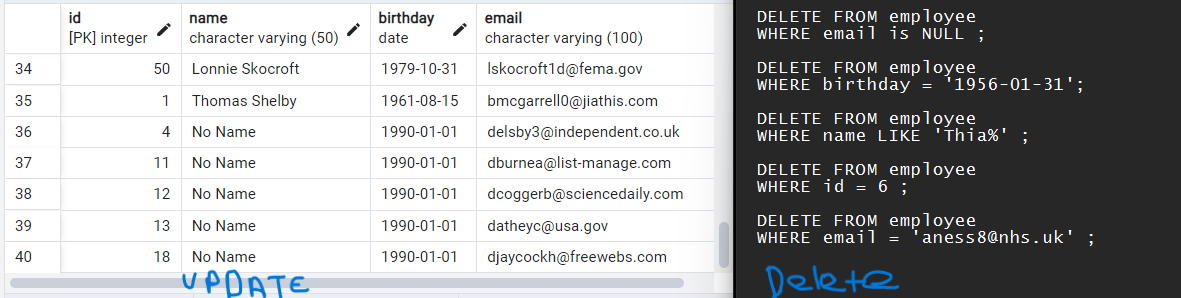 id name birthday email
[PK] integer character varying (50) date character varying (100)
34 50 Lonnie Skocroft 1979-10-31 lskocroft1d@fema.gov
35 1 Thomas Shelby 1961-08-15 bmcgarrell0@jiathis.com
36 4 No Name 1990-01-01 delsby3@independent.co.uk
37 11 No Name 1990-01-01 dburnea@list-manage.com
38 12 No Name 1990-01-01 dcoggerb@sciencedaily.com
39 13 No Name 1990-01-01 datheyc@usa.gov
40 18 No Name 1990-01-01 djaycockh@freewebs.com
UPDATE
DELETE FROM employee
WHERE email is NULL ;
DELETE FROM employee
WHERE birthday = '1956-01-31';
DELETE FROM employee
WHERE name LIKE 'Thia%' ;
DELETE FROM employee
WHERE id = 6 ;
DELETE FROM employee
WHERE email = 'aness8@nhs.uk' ;
Delete